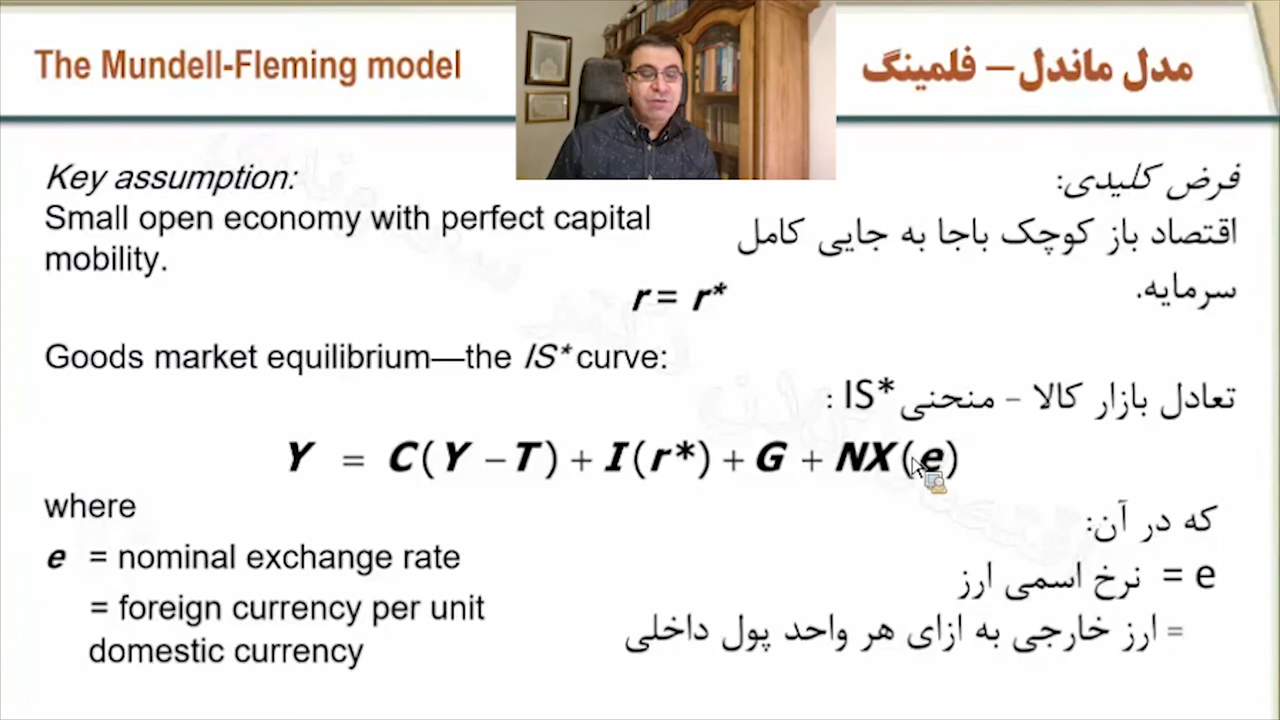 The Mundell-Fleming model
مدل ماندل – فلمینگ
Key assumption:
Small open economy with perfect capital
mobility.
فرض کلیدی:
اقتصاد باز کوچک باجا به جایی کامل
سرمایه.
r = r*
Goods market equilibrium—the IS* curve:
تعادل بازار کالا – منحنی IS* :
Y = C(Y – T) + I(r*) + G + NX(e)
where
e = nominal exchange rate
= foreign currency per unit
domestic currency
که در آن:
e = نرخ اسمی ارز
= ارز خارجی به ازای هر واحد پول داخلی